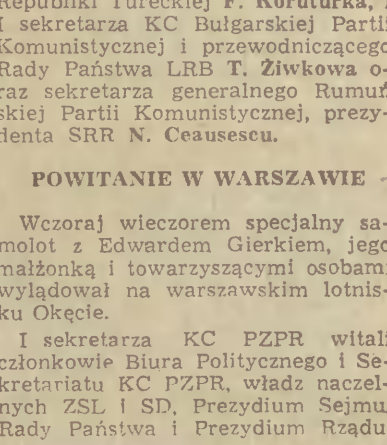 Republiki Tureckiej F. Korutürka,
I sekretarza KC Bułgarskiej Partii
Komunistycznej i przewodniczącego
Rady Państwa LRB T. Żiwkowa o-
raz sekretarza generalnego Rumuń
skiej Partii Komunistycznej, prezy-
denta SRR N. Ceausescu.
POWITANIE W WARSZAWIE
Wczoraj wieczorem specjalny sa-
molot z Edwardem Gierkiem, jego
małżonką i towarzyszącymi osobami
wylądował na warszawskim lotnis-
ku Okęcie.
I sekretarza KC PZPR witali
członkowie Biura Politycznego i Se-
kretariatu KC PZPR, władz naczel-
nych ZSL i SD, Prezydium Sejmu
Rady Państwa i Prezydium Rządu